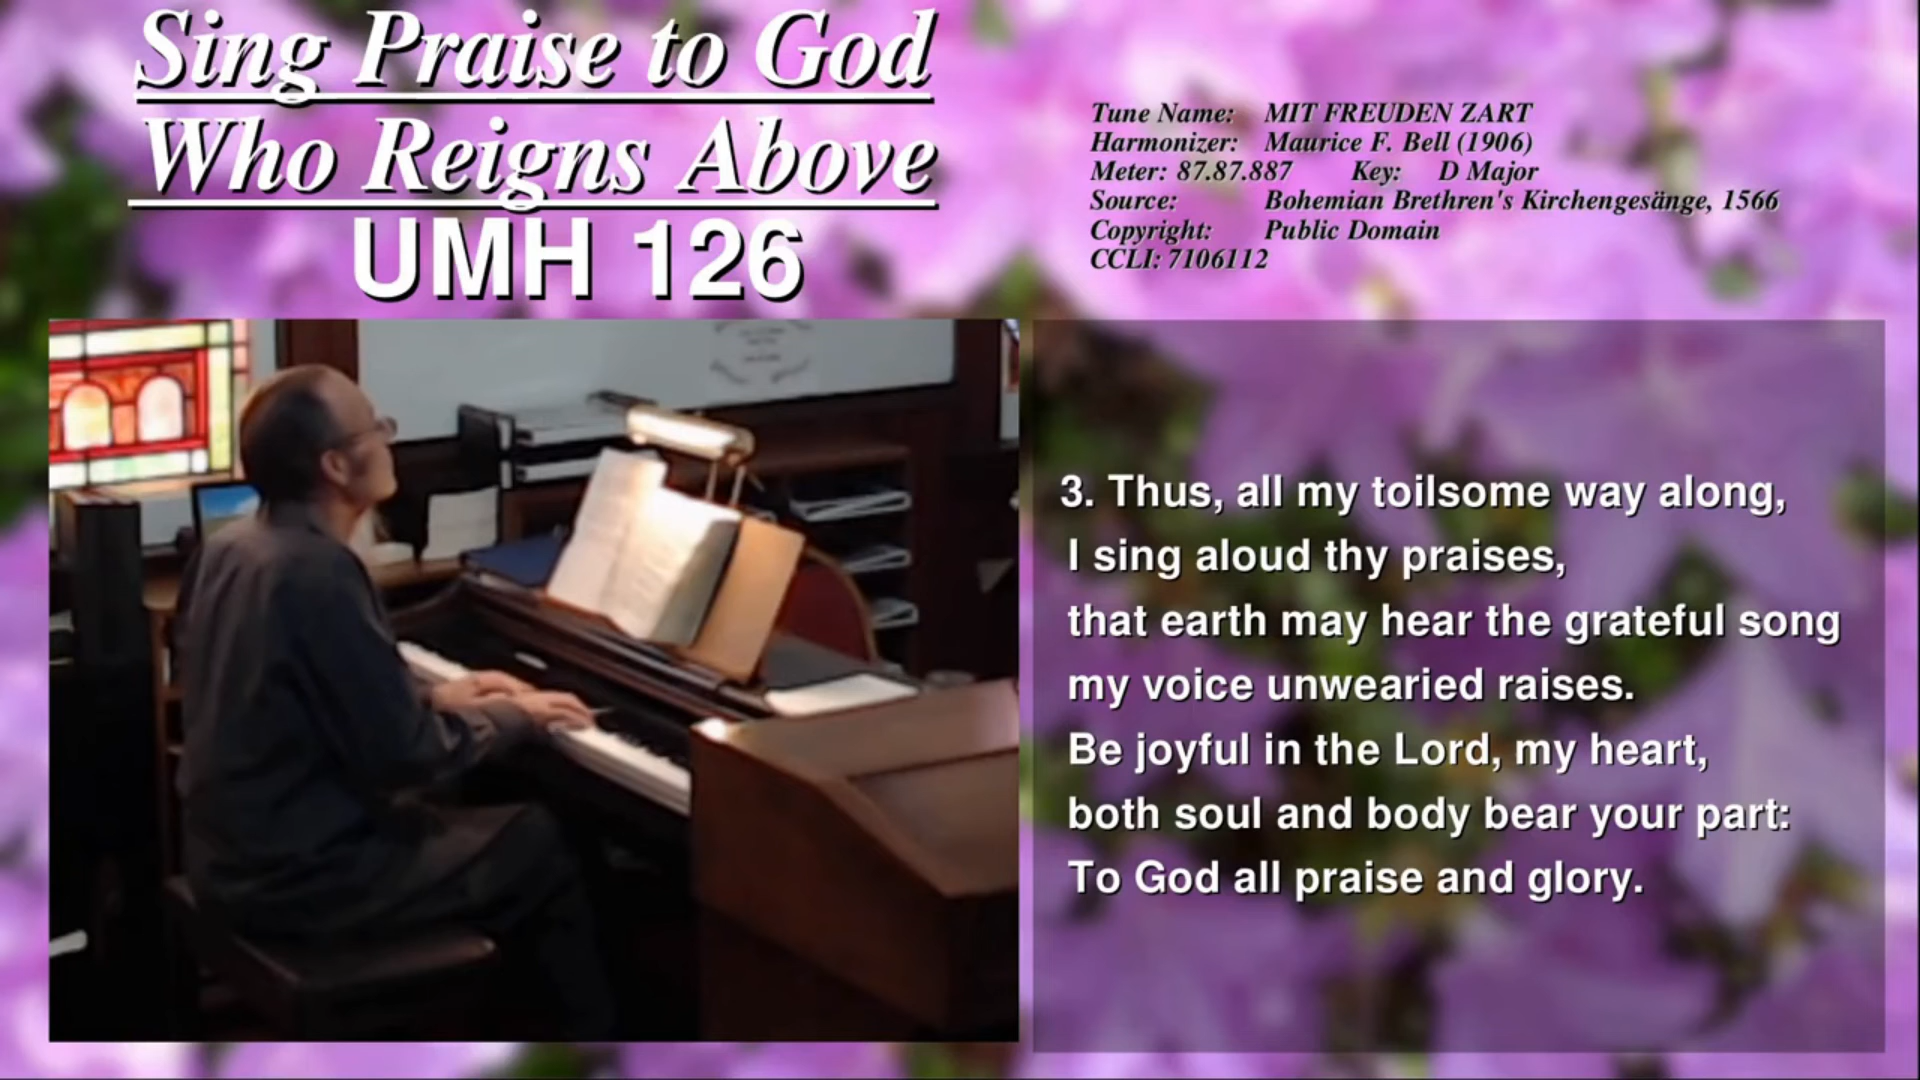 Sing Praise to God
Who Reigns Above
UMH 126
Tune Name: MIT FREUDEN ZART
Harmonizer: Maurice F. Bell (1906)
Meter: 87.87.887 Key: D Major
Source: Bohemian Brethren's Kirchengesänge, 1566
Copyright: Public Domain
CCLI: 7106112
3. Thus, all my toilsome way along,
I sing aloud thy praises,
that earth may hear the grateful song
my voice unwearied raises.
Be joyful in the Lord, my heart,
both soul and body bear your part:
To God all praise and glory.